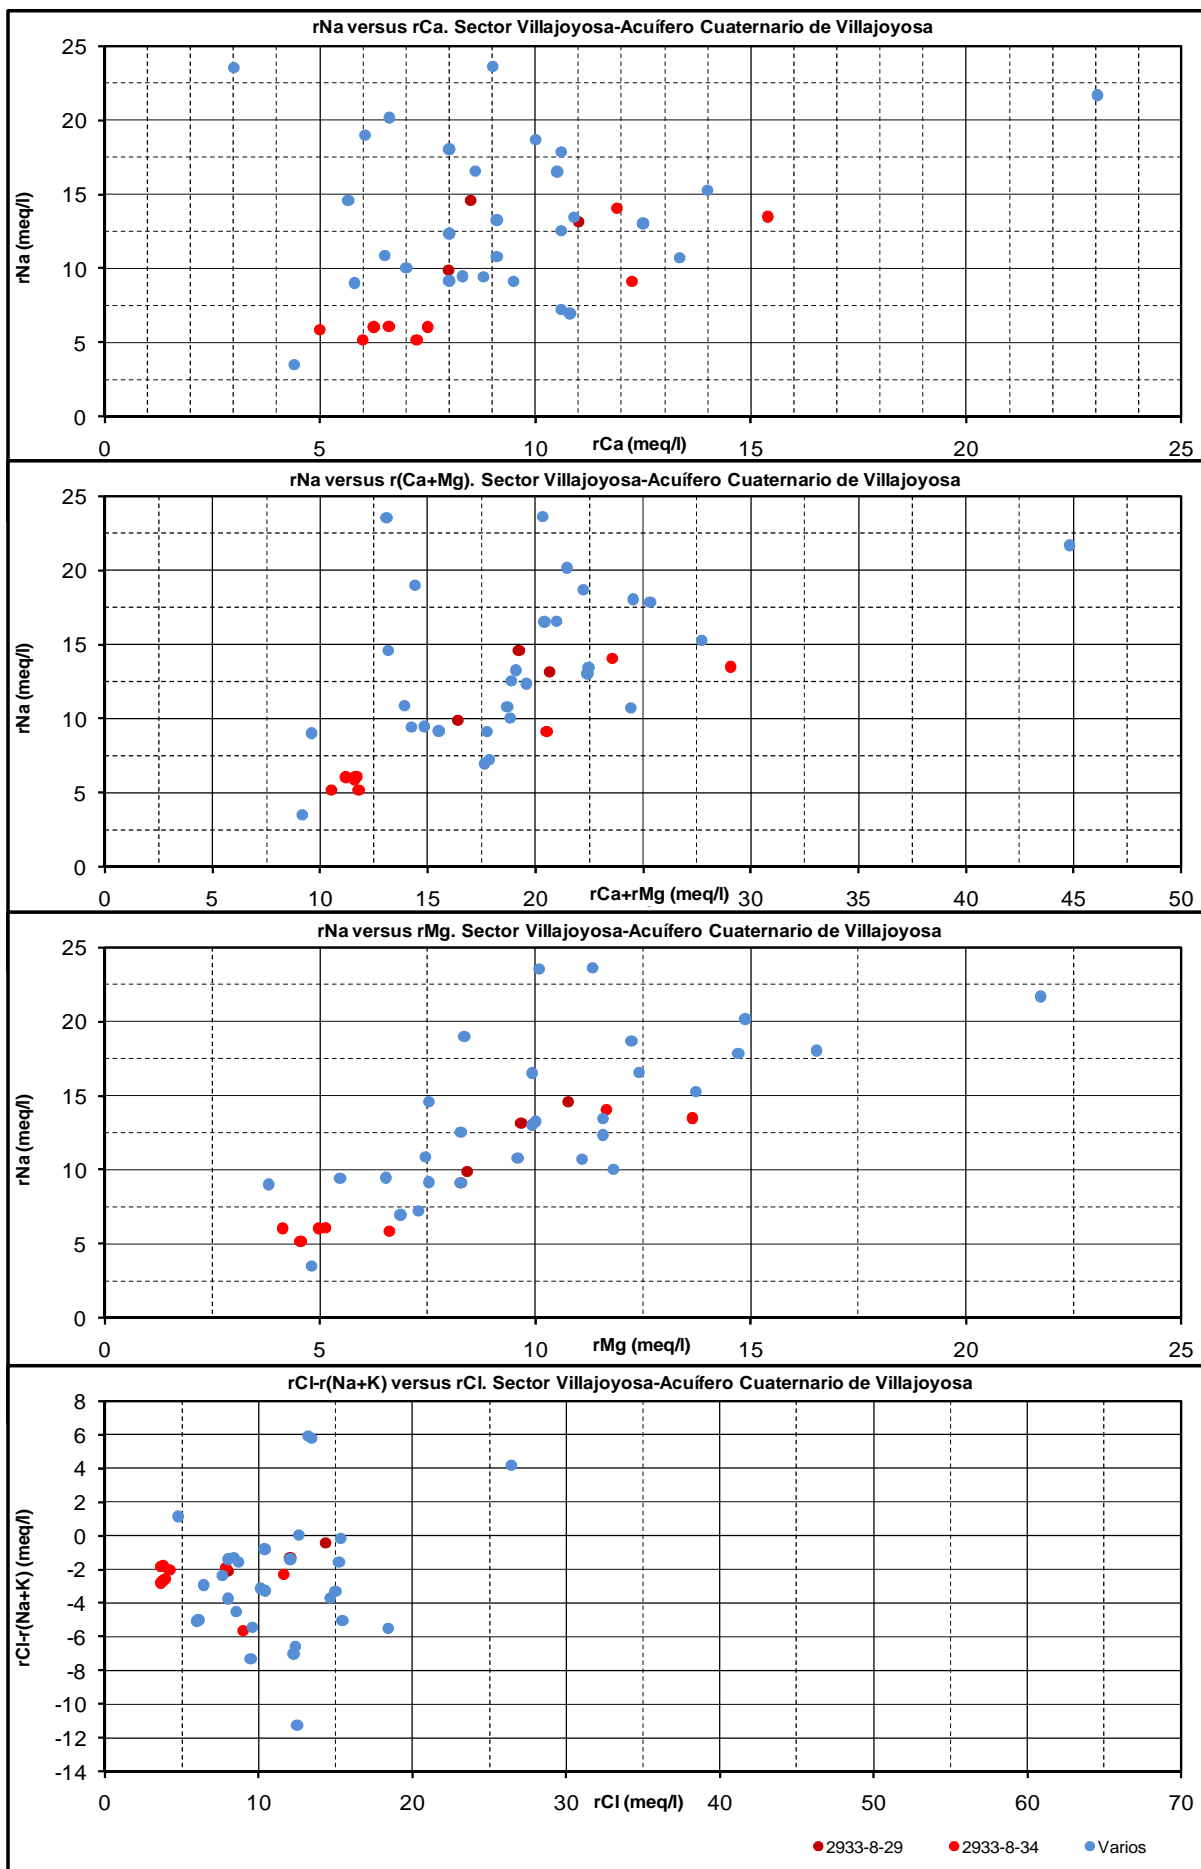 rNa versus rCa. Sector Villajoyosa-Acuífero Cuaternario de Villajoyosa
25
20
15
10
5
0
rNa (meq/l)
0 5 10 15 20 25
rCa (meq/l)
rNa versus r(Ca+Mg). Sector Villajoyosa-Acuífero Cuaternario de Villajoyosa
25
20
15
10
5
0
rNa (meq/l)
0 5 10 15 20 30 35 40 45 50
rCa+rMg (meq/l)
rNa versus rMg. Sector Villajoyosa-Acuífero Cuaternario de Villajoyosa
25
20
15
10
5
0
rNa (meq/l)
0 5 10 15 20 25
rMg (meq/l)
rCl-r(Na+K) versus rCl. Sector Villajoyosa-Acuífero Cuaternario de Villajoyosa
8
6
4
2
0
-2
-4
-6
-8
-10
-12
-14
rCl-r(Na+K) (meq/l)
0 10 20 30 40 50 60 70
rCl (meq/l)
2933-8-29 2933-8-34 Varios